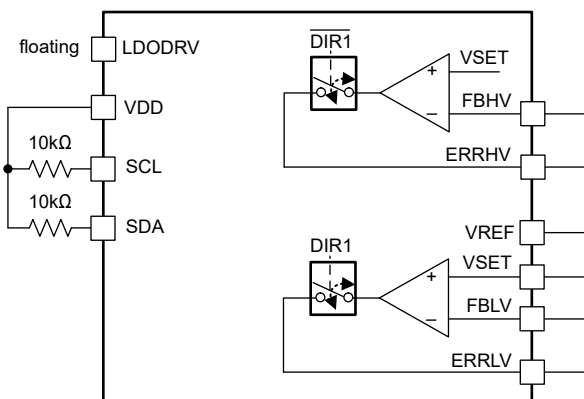 floating
LDODRV
VDD
10kΩ
SCL
10kΩ
SDA
DIR1
VSET
FBHV
ERRHV
VREF
DIR1
VSET
FBLV
ERRLV
+
−
+
−